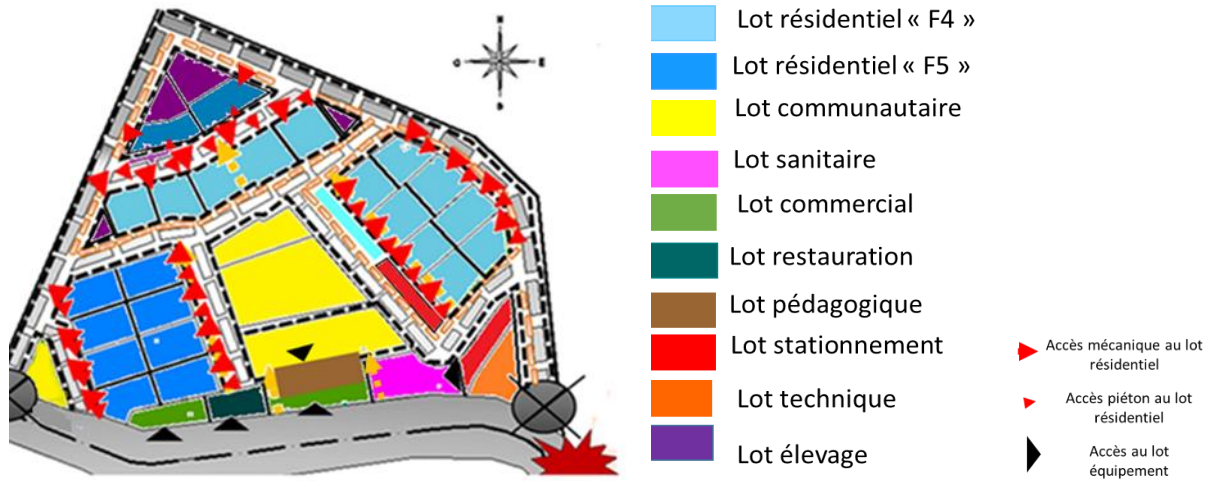 N
E
Lot résidentiel « F4 »
Lot résidentiel « F5 »
Lot communautaire
Lot sanitaire
Lot commercial
Lot restauration
Lot pédagogique
Lot stationnement
Lot technique
Lot élevage
Accès mécanique au lot
résidentiel
Accès piéton au lot
résidentiel
Accès au lot
équipement